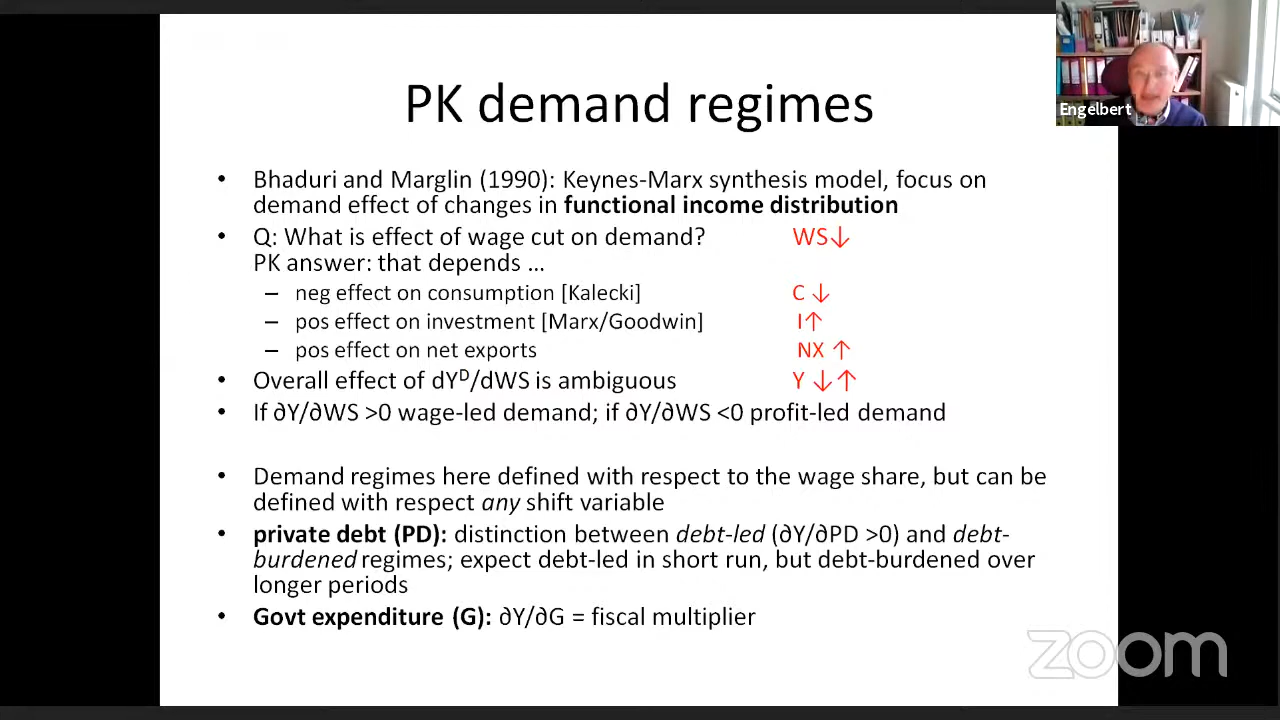 PK demand regimes
Engelbert
• Bhaduri and Marglin (1990): Keynes-Marx synthesis model, focus on
demand effect of changes in functional income distribution
• Q: What is effect of wage cut on demand? WS↓
PK answer: that depends …
– neg effect on consumption [Kalecki] C ↓
– pos effect on investment [Marx/Goodwin] I↑
– pos effect on net exports NX ↑
• Overall effect of dYᴰ/dWS is ambiguous Y ↓↑
• If ∂Y/∂WS >0 wage-led demand; if ∂Y/∂WS <0 profit-led demand
• Demand regimes here defined with respect to the wage share, but can be
defined with respect any shift variable
• private debt (PD): distinction between debt-led (∂Y/∂PD >0) and debt-
burdened regimes; expect debt-led in short run, but debt-burdened over
longer periods
• Govt expenditure (G): ∂Y/∂G = fiscal multiplier
zoom